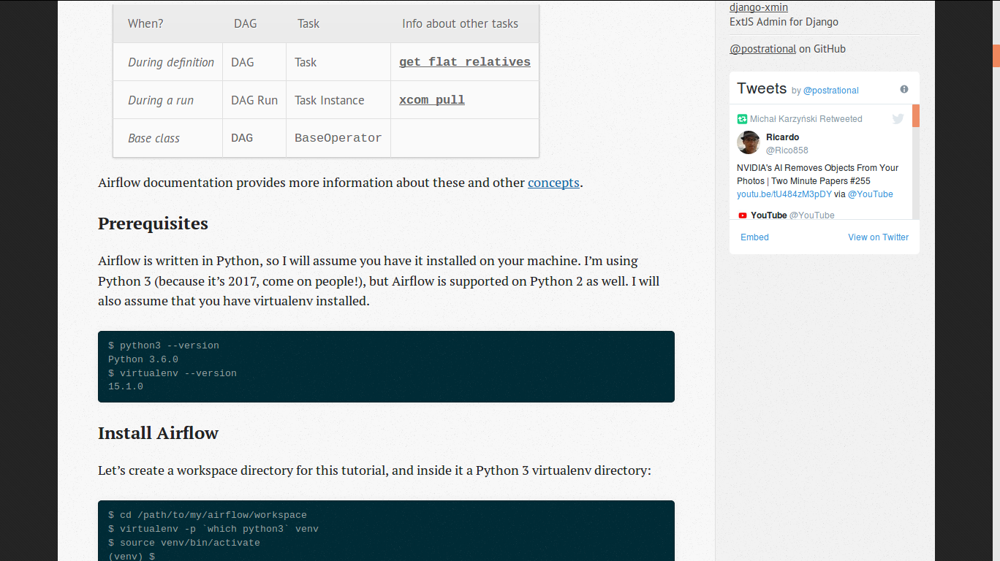 When? DAG Task Info about other tasks
During definition DAG Task get_flat_relatives
During a run DAG Run Task Instance xcom_pull
Base class DAG BaseOperator
Airflow documentation provides more information about these and other concepts.
Prerequisites
Airflow is written in Python, so I will assume you have it installed on your machine. I’m using
Python 3 (because it’s 2017, come on people!), but Airflow is supported on Python 2 as well. I will
also assume that you have virtualenv installed.
$ python3 --version
Python 3.6.0
$ virtualenv --version
15.1.0
Install Airflow
Let’s create a workspace directory for this tutorial, and inside it a Python 3 virtualenv directory:
$ cd /path/to/my/airflow/workspace
$ virtualenv -p `which python3` venv
$ source venv/bin/activate
(venv) $
django-xmin
ExtJS Admin for Django
@postrational on GitHub
Tweets by @postrational
Michał Karzyński Retweeted
Ricardo
@Rico858
NVIDIA's AI Removes Objects From Your
Photos | Two Minute Papers #255
youtu.be/tU484zM3pDY via @YouTube
YouTube @YouTube
Embed View on Twitter